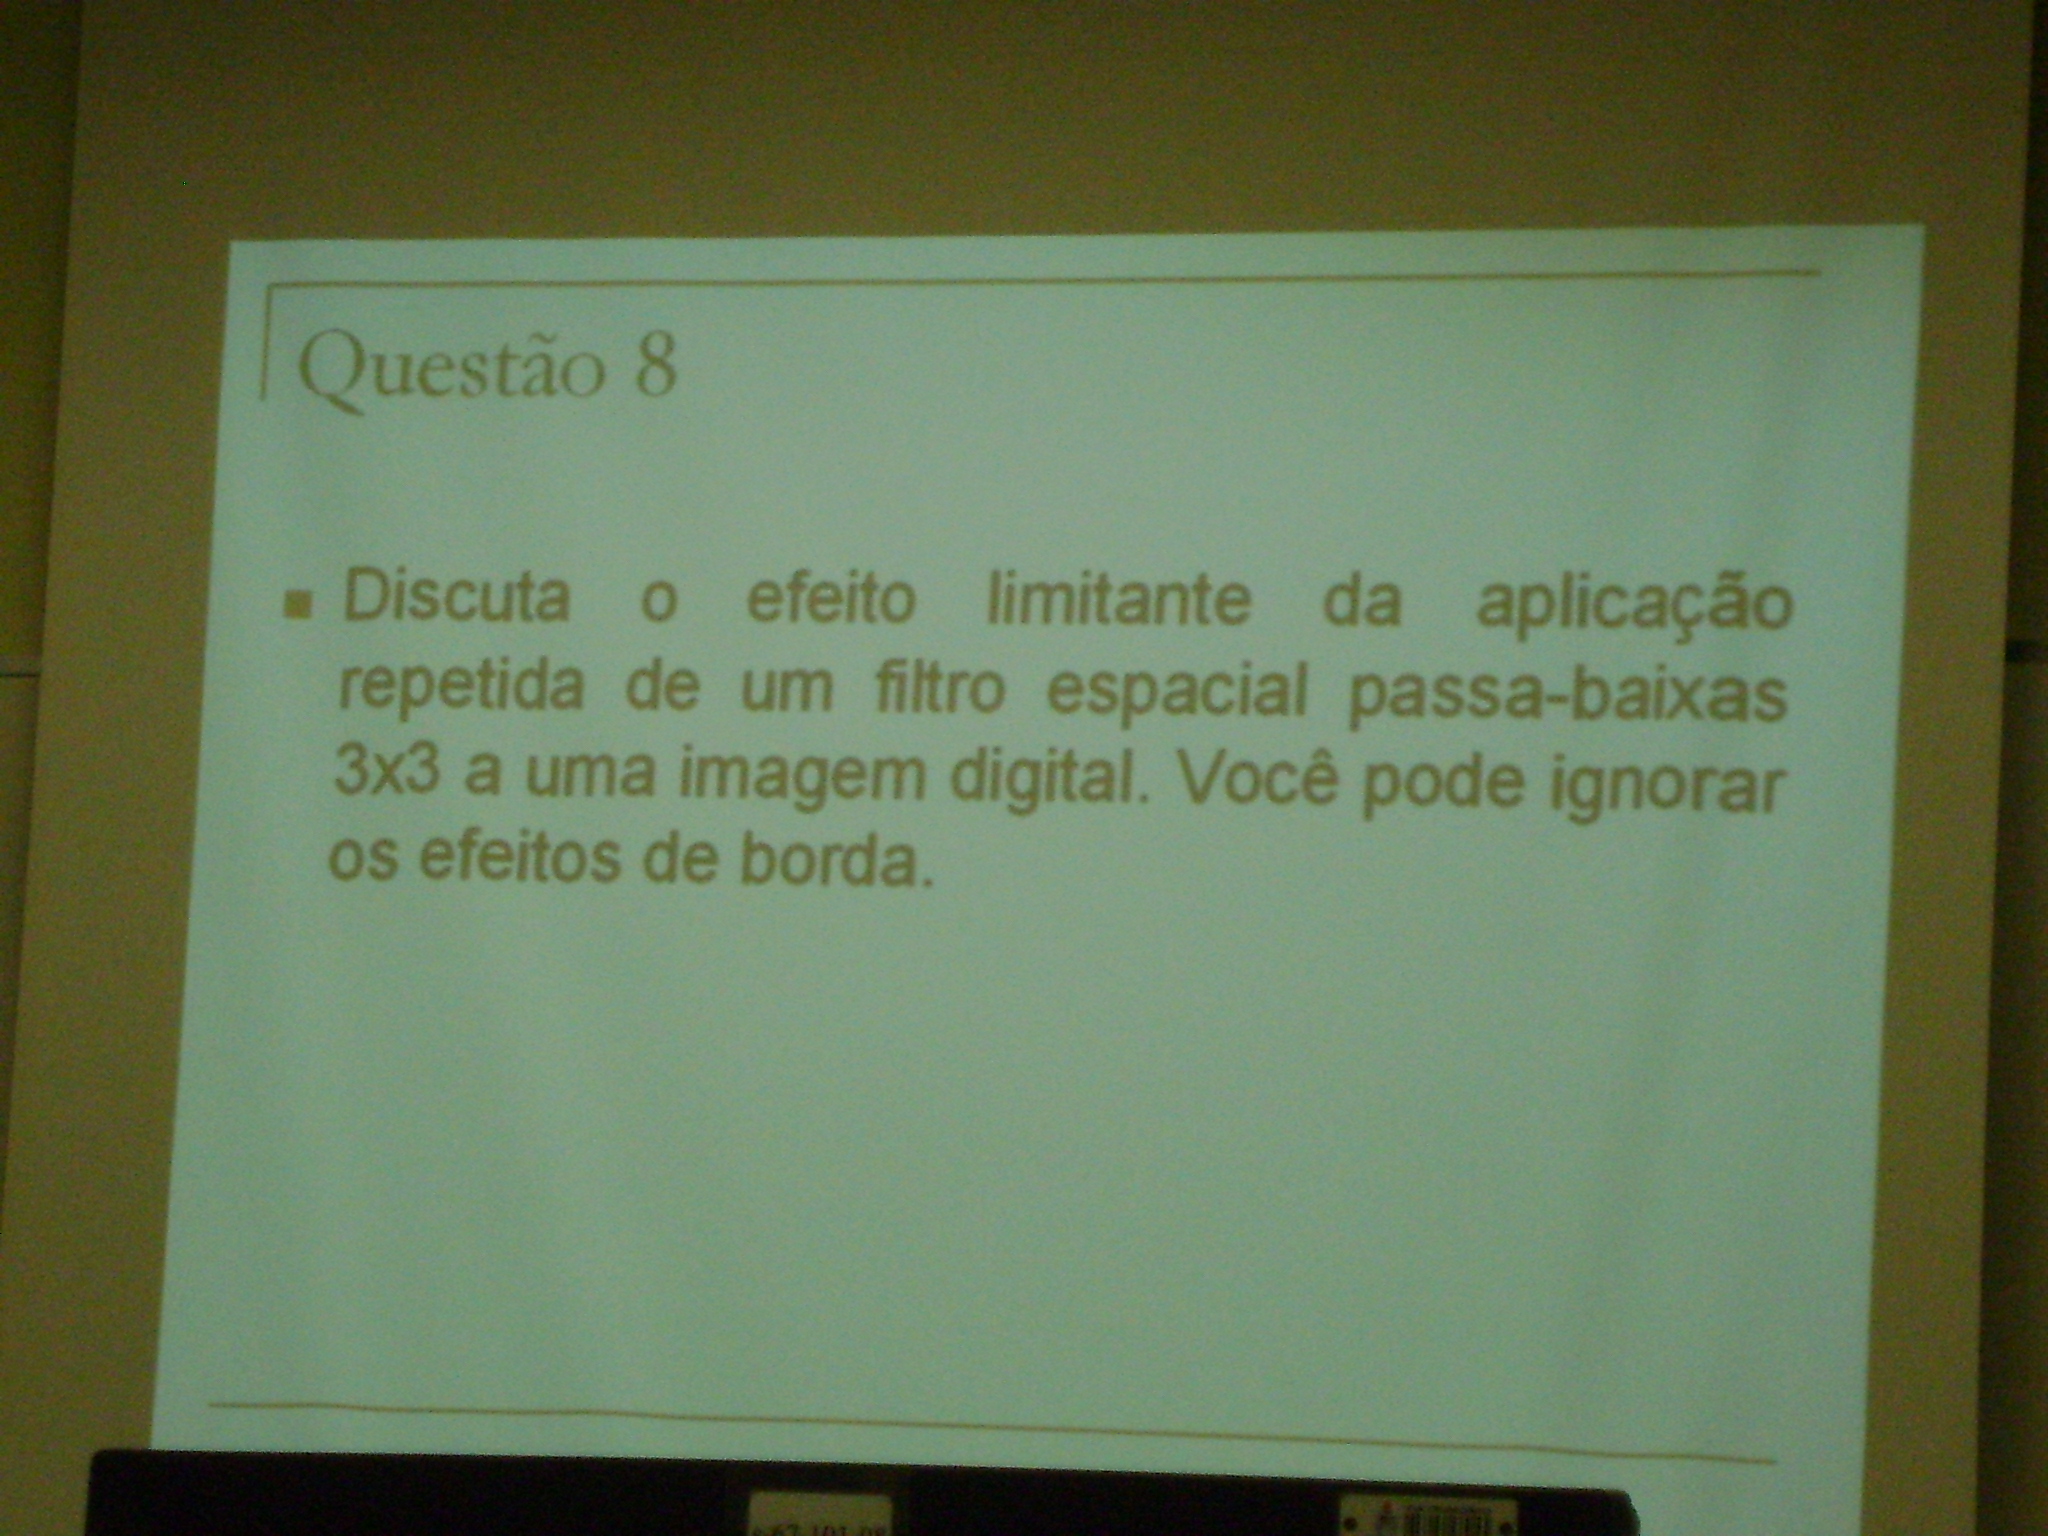 Questão 8
Discuta o efeito limitante da aplicação
repetida de um filtro espacial passa-baixas
3x3 a uma imagem digital. Você pode ignorar
os efeitos de borda.